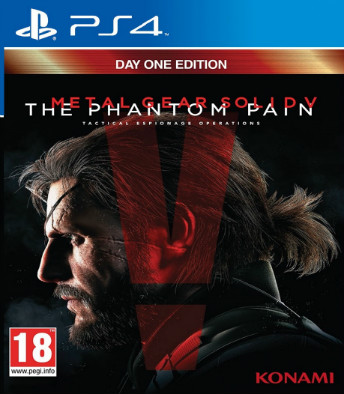 PS4
DAY ONE EDITION
METAL GEAR SOLID V
THE PHANTOM PAIN
TACTICAL ESPIONAGE OPERATIONS
18
www.pegi.info
KONAMI